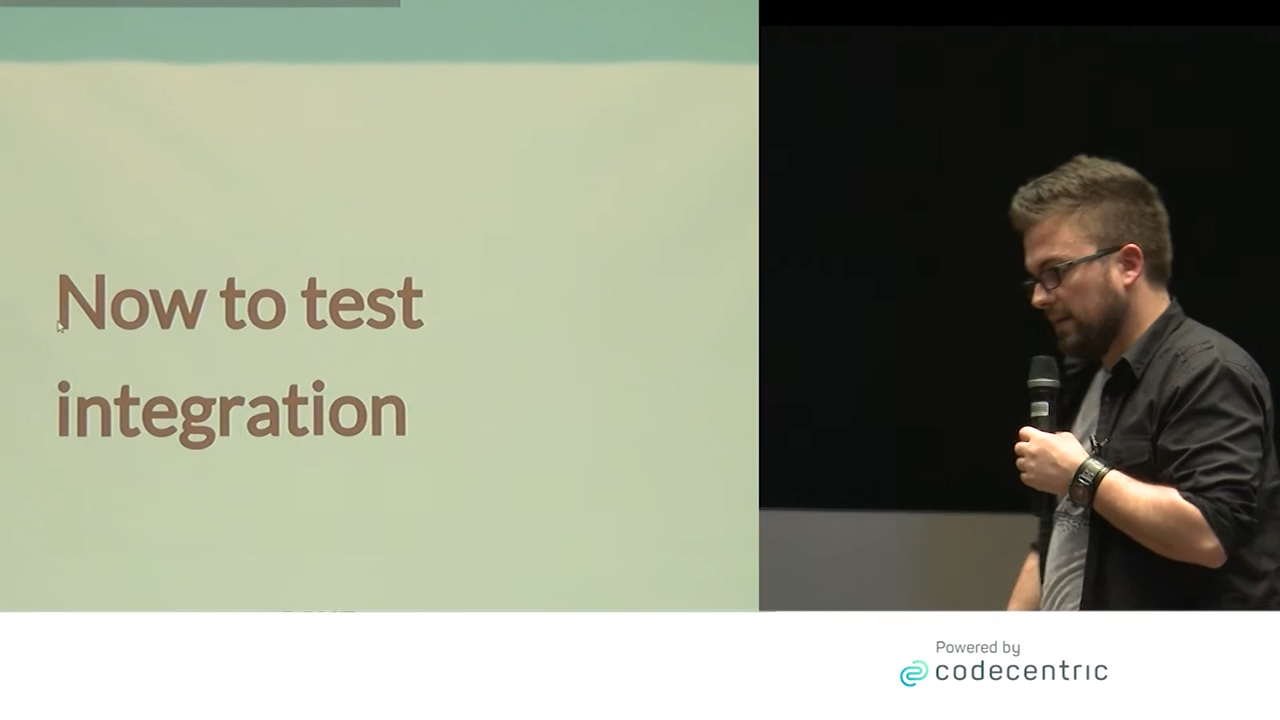 Now to test
integration
Powered by
codecentric